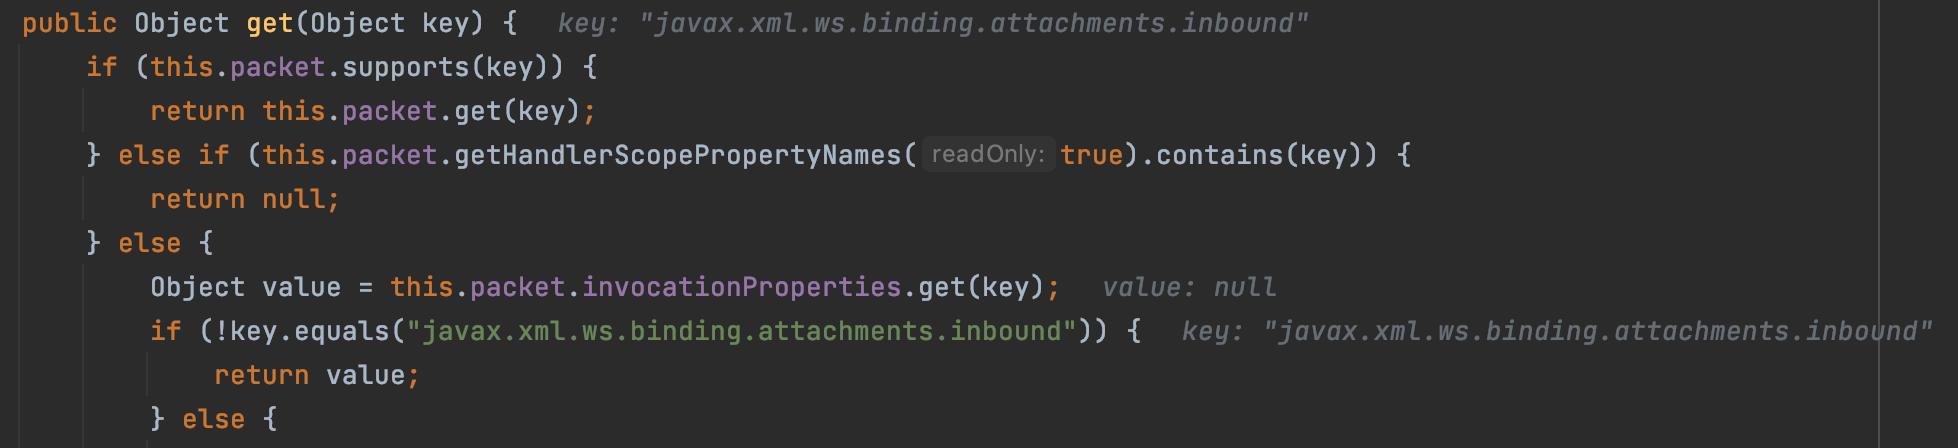 public Object get(Object key) {   key: "javax.xml.ws.binding.attachments.inbound"
    if (this.packet.supports(key)) {
        return this.packet.get(key);
    } else if (this.packet.getHandlerScopePropertyNames( readOnly: true).contains(key)) {
        return null;
    } else {
        Object value = this.packet.invocationProperties.get(key);   value: null
        if (!key.equals("javax.xml.ws.binding.attachments.inbound")) {   key: "javax.xml.ws.binding.attachments.inbound"
            return value;
        } else {